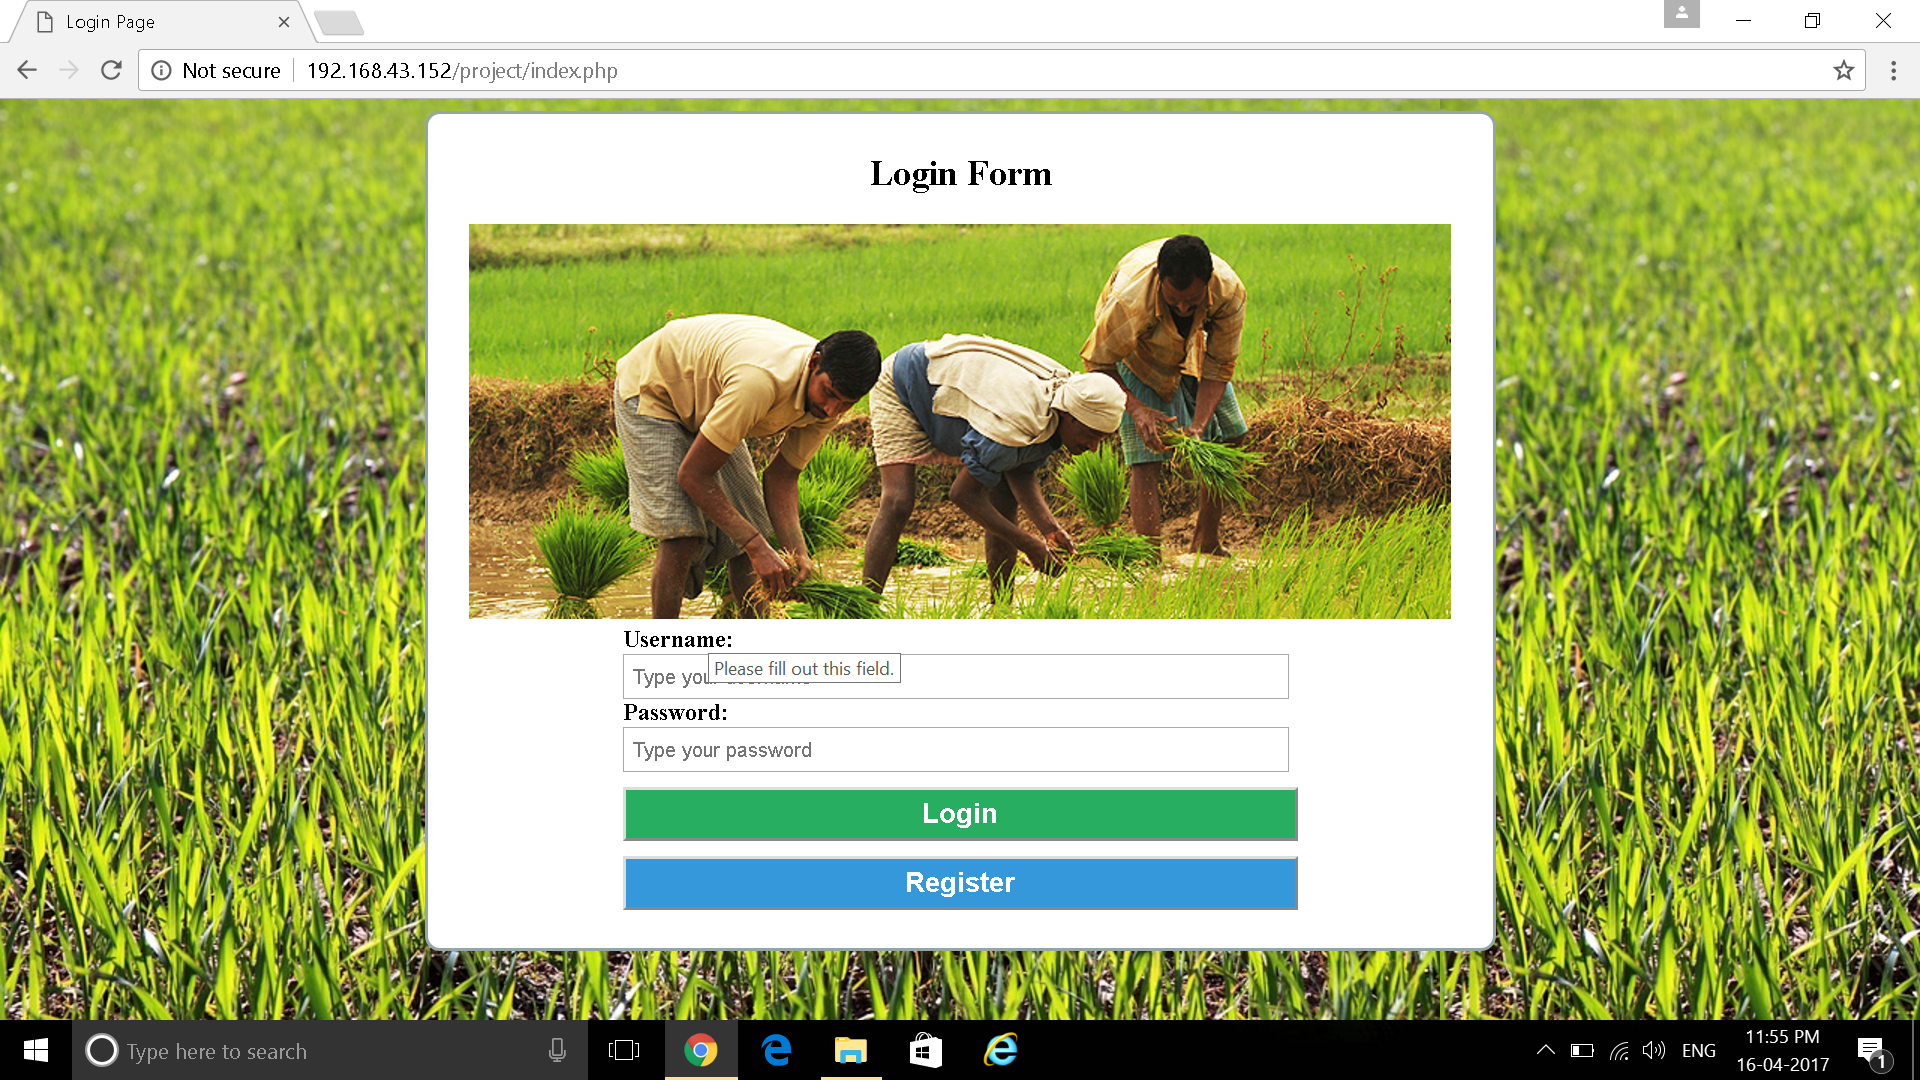 Login Page
Not secure
192.168.43.152/project/index.php
Login Form
Username:
Please fill out this field.
Type you
Password:
Type your password
Login
Register
Type here to search
ENG
11:55 PM
16-04-2017
1